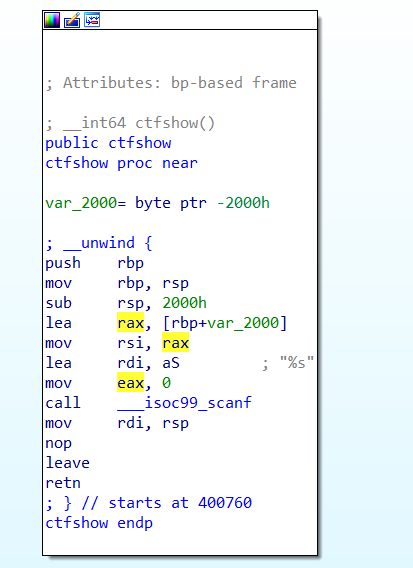 ; Attributes: bp-based frame
; __int64 ctfshow()
public ctfshow
ctfshow proc near
var_2000= byte ptr -2000h
; __unwind {
push rbp
mov rbp, rsp
sub rsp, 2000h
lea rax, [rbp+var_2000]
mov rsi, rax
lea rdi, aS ; "%s"
mov eax, 0
call ___isoc99_scanf
mov rdi, rsp
nop
leave
retn
; } // starts at 400760
ctfshow endp